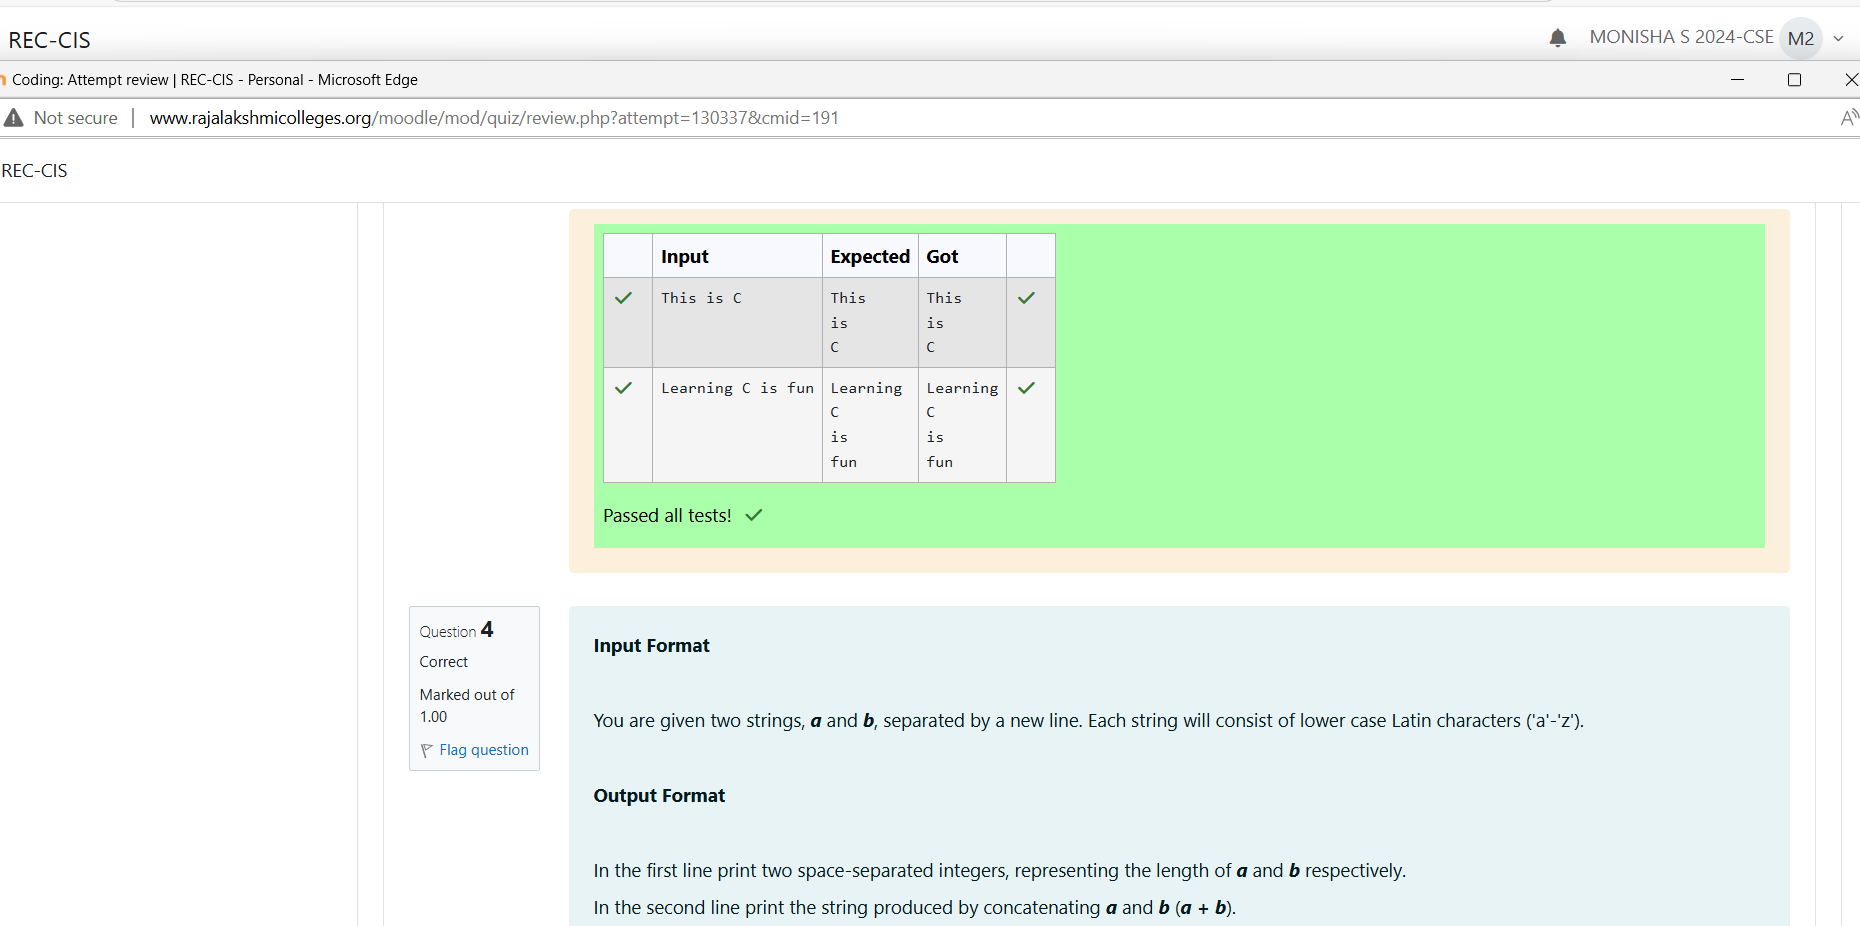 REC-CIS
MONISHA S 2024-CSE M2
Coding: Attempt review | REC-CIS - Personal - Microsoft Edge
Not secure www.rajalakshmicolleges.org/moodle/mod/quiz/review.php?attempt=130337&cmid=191
REC-CIS
Input Expected Got
This is C This This
is is
C C
Learning C is fun Learning Learning
C C
is is
fun fun
Passed all tests!
Question 4
Correct
Marked out of
1.00
Flag question
Input Format
You are given two strings, a and b, separated by a new line. Each string will consist of lower case Latin characters ('a'-'z').
Output Format
In the first line print two space-separated integers, representing the length of a and b respectively.
In the second line print the string produced by concatenating a and b (a + b).